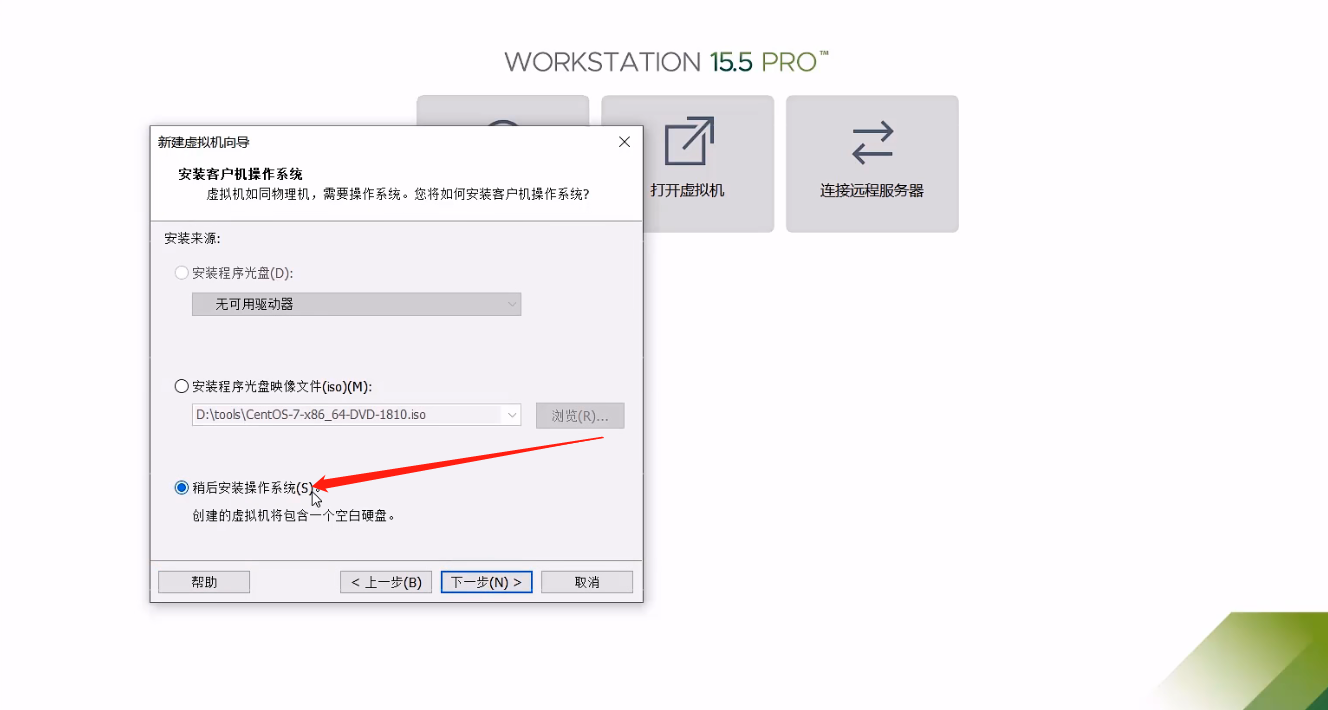 WORKSTATION 15.5 PRO™
打开虚拟机
连接远程服务器
新建虚拟机向导
安装客户机操作系统
虚拟机如同物理机，需要操作系统。您将如何安装客户机操作系统?
安装来源:
安装程序光盘(D):
无可用驱动器
安装程序光盘映像文件(iso)(M):
D:\tools\CentOS-7-x86_64-DVD-1810.iso
浏览(R)...
稍后安装操作系统(S)。
创建的虚拟机将包含一个空白硬盘。
帮助
< 上一步(B)
下一步(N) >
取消